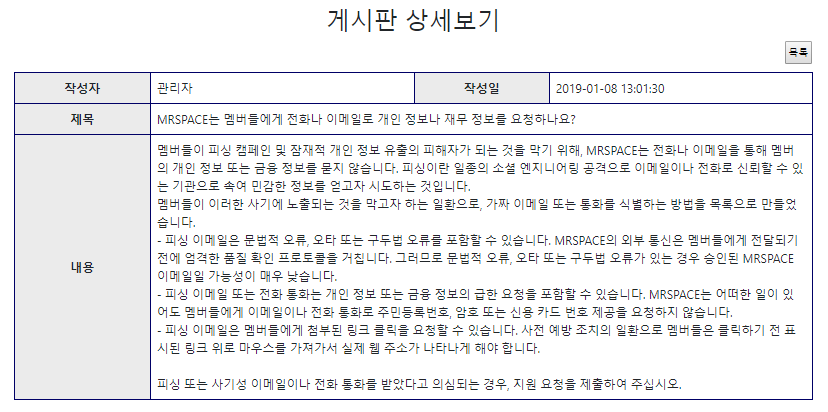 게시판 상세보기
목록
작성자 관리자 작성일 2019-01-08 13:01:30
제목 MRSPACE는 멤버들에게 전화나 이메일로 개인 정보나 재무 정보를 요청하나요?
내용
멤버들이 피싱 캠페인 및 잠재적 개인 정보 유출의 피해자가 되는 것을 막기 위해, MRSPACE는 전화나 이메일을 통해 멤버
의 개인 정보 또는 금융 정보를 묻지 않습니다. 피싱이란 일종의 소셜 엔지니어링 공격으로 이메일이나 전화로 신뢰할 수 있
는 기관으로 속여 민감한 정보를 얻고자 시도하는 것입니다.
멤버들이 이러한 사기에 노출되는 것을 막고자 하는 일환으로, 가짜 이메일 또는 통화를 식별하는 방법을 목록으로 만들었
습니다.
- 피싱 이메일은 문법적 오류, 오타 또는 구두법 오류를 포함할 수 있습니다. MRSPACE의 외부 통신은 멤버들에게 전달되기
전에 엄격한 품질 확인 프로토콜을 거칩니다. 그러므로 문법적 오류, 오타 또는 구두법 오류가 있는 경우 승인된 MRSPACE
이메일일 가능성이 매우 낮습니다.
- 피싱 이메일 또는 전화 통화는 개인 정보 또는 금융 정보의 급한 요청을 포함할 수 있습니다. MRSPACE는 어떠한 일이 있
어도 멤버들에게 이메일이나 전화 통화로 주민등록번호, 암호 또는 신용 카드 번호 제공을 요청하지 않습니다.
- 피싱 이메일은 멤버들에게 첨부된 링크 클릭을 요청할 수 있습니다. 사전 예방 조치의 일환으로 멤버들은 클릭하기 전 표
시된 링크 위로 마우스를 가져가서 실제 웹 주소가 나타나게 해야 합니다.
피싱 또는 사기성 이메일이나 전화 통화를 받았다고 의심되는 경우, 지원 요청을 제출하여 주십시오.